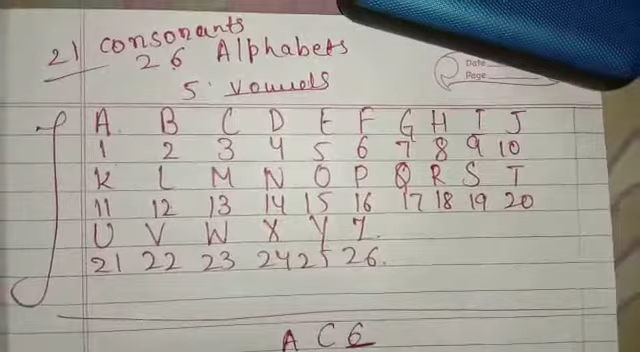 21 consonants
26 Alphabets
5 vowels
Date
Page
A B C D E F G H I J
1 2 3 4 5 6 7 8 9 10
K L M N O P Q R S T
11 12 13 14 15 16 17 18 19 20
U V W X Y Z
21 22 23 24 25 26.
A C 6